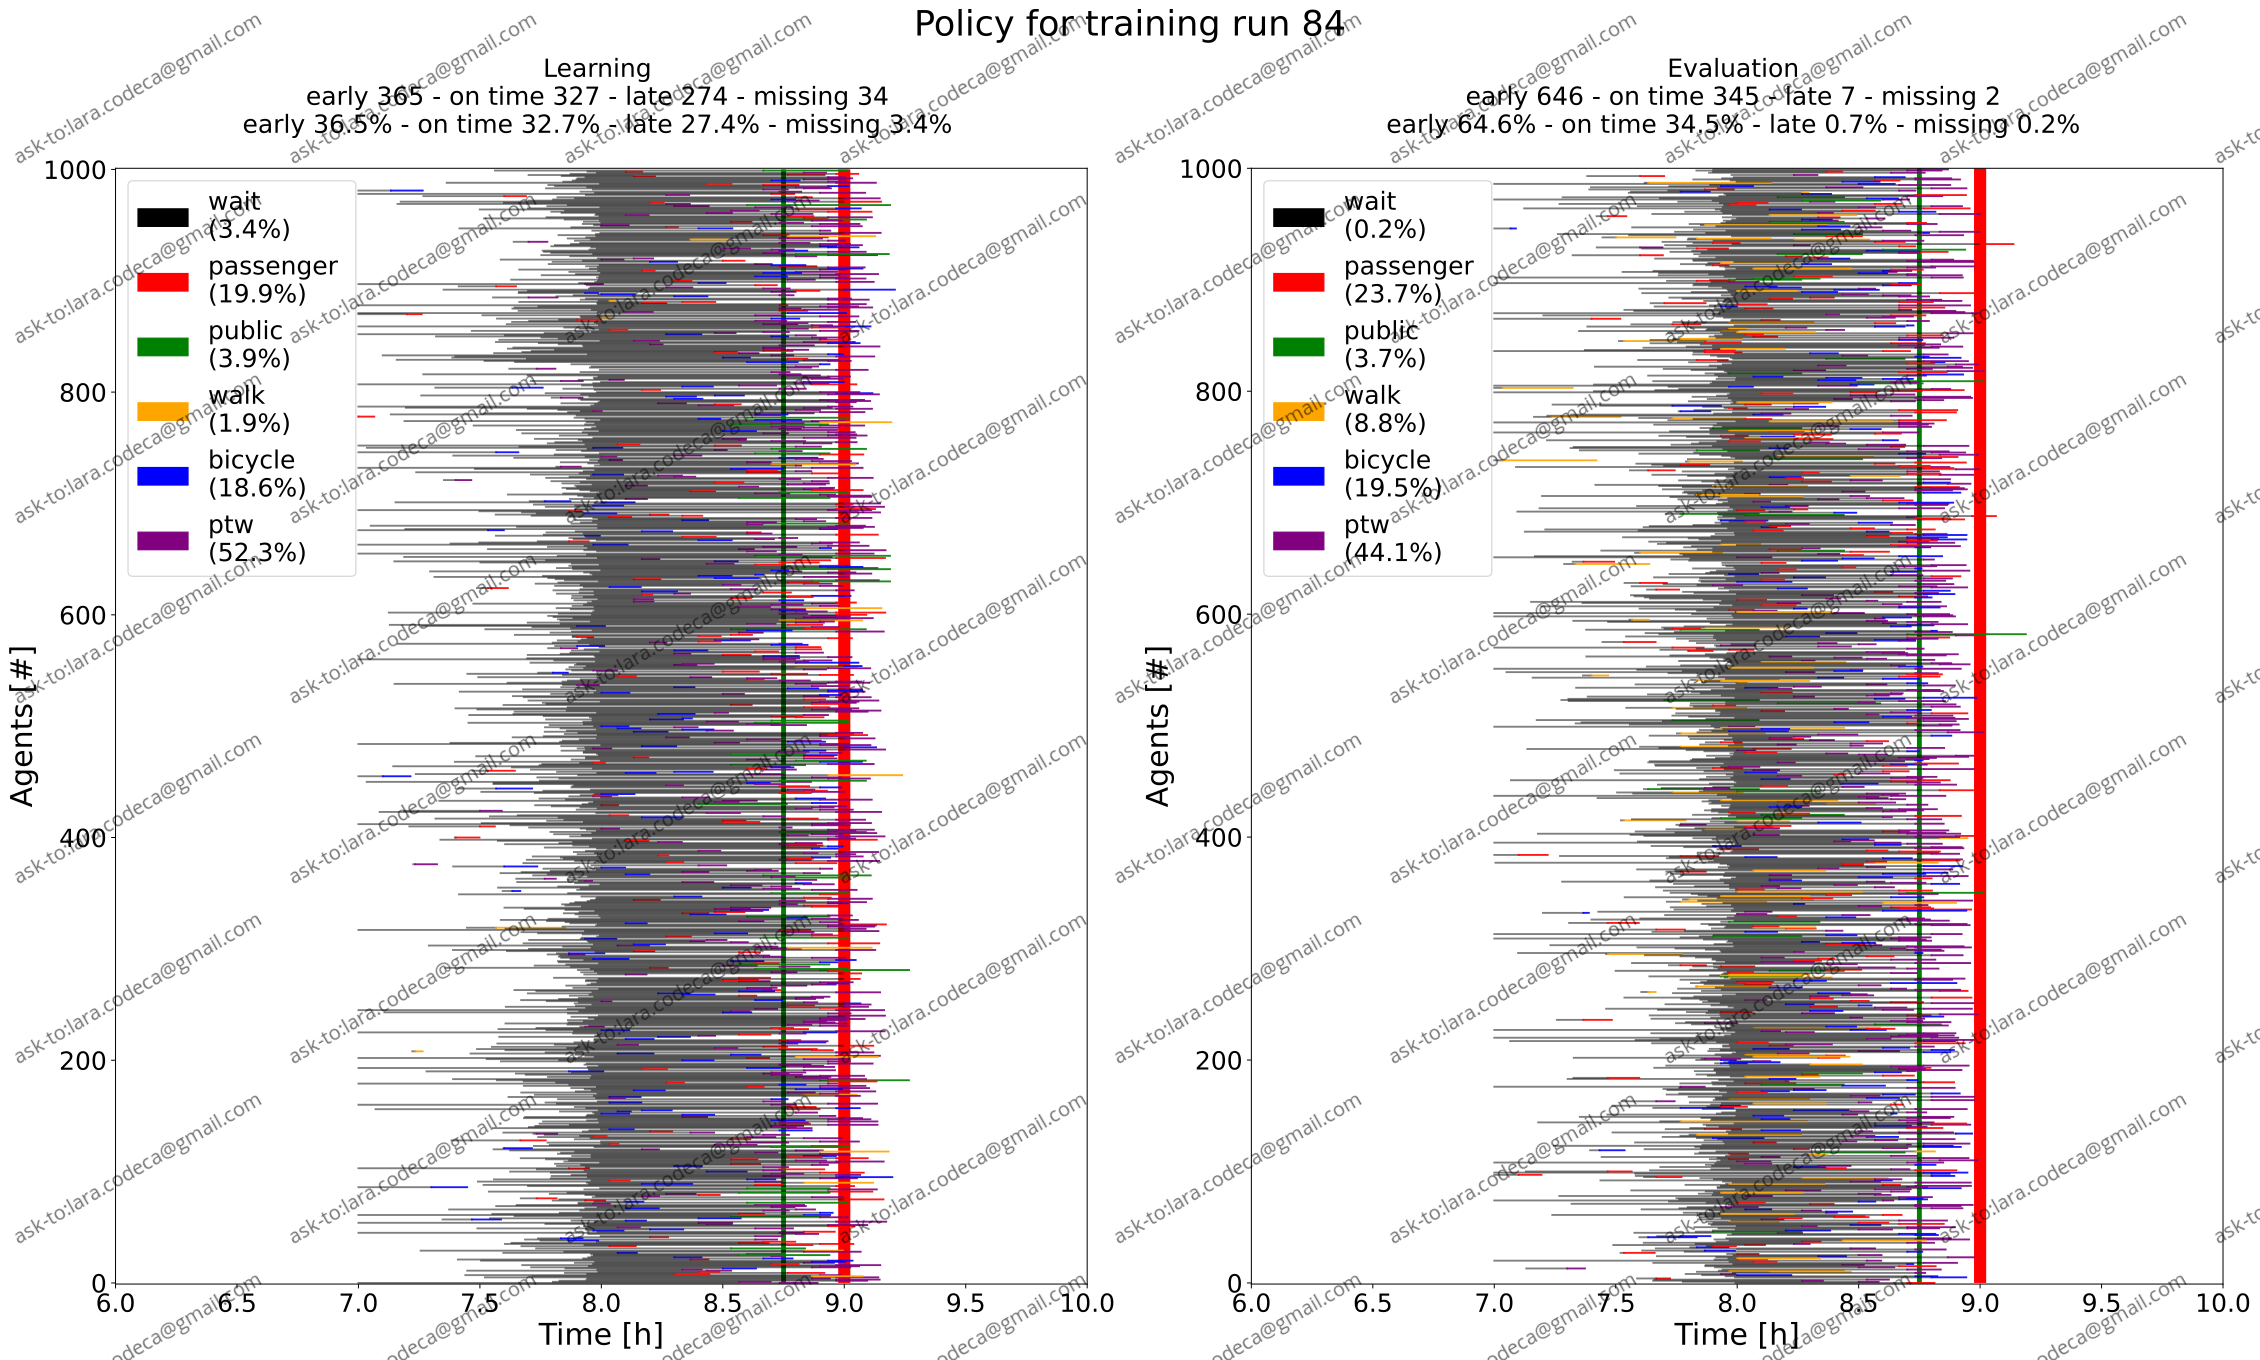 Policy for training run 84
Learning
early 365 - on time 327 - late 274 - missing 34
early 36.5% - on time 32.7% - late 27.4% - missing 3.4%
1000
800
600
400
200
0
Agents [#]
wait
(3.4%)
passenger
(19.9%)
public
(3.9%)
walk
(1.9%)
bicycle
(18.6%)
ptw
(52.3%)
6.0 6.5 7.0 7.5 8.0 8.5 9.0 9.5 10.0
Time [h]
Evaluation
early 646 - on time 345 - late 7 - missing 2
early 64.6% - on time 34.5% - late 0.7% - missing 0.2%
1000
800
600
400
200
0
Agents [#]
wait
(0.2%)
passenger
(23.7%)
public
(3.7%)
walk
(8.8%)
bicycle
(19.5%)
ptw
(44.1%)
6.0 6.5 7.0 7.5 8.0 8.5 9.0 9.5 10.0
Time [h]
ask-to:lara.codeca@gmail.com